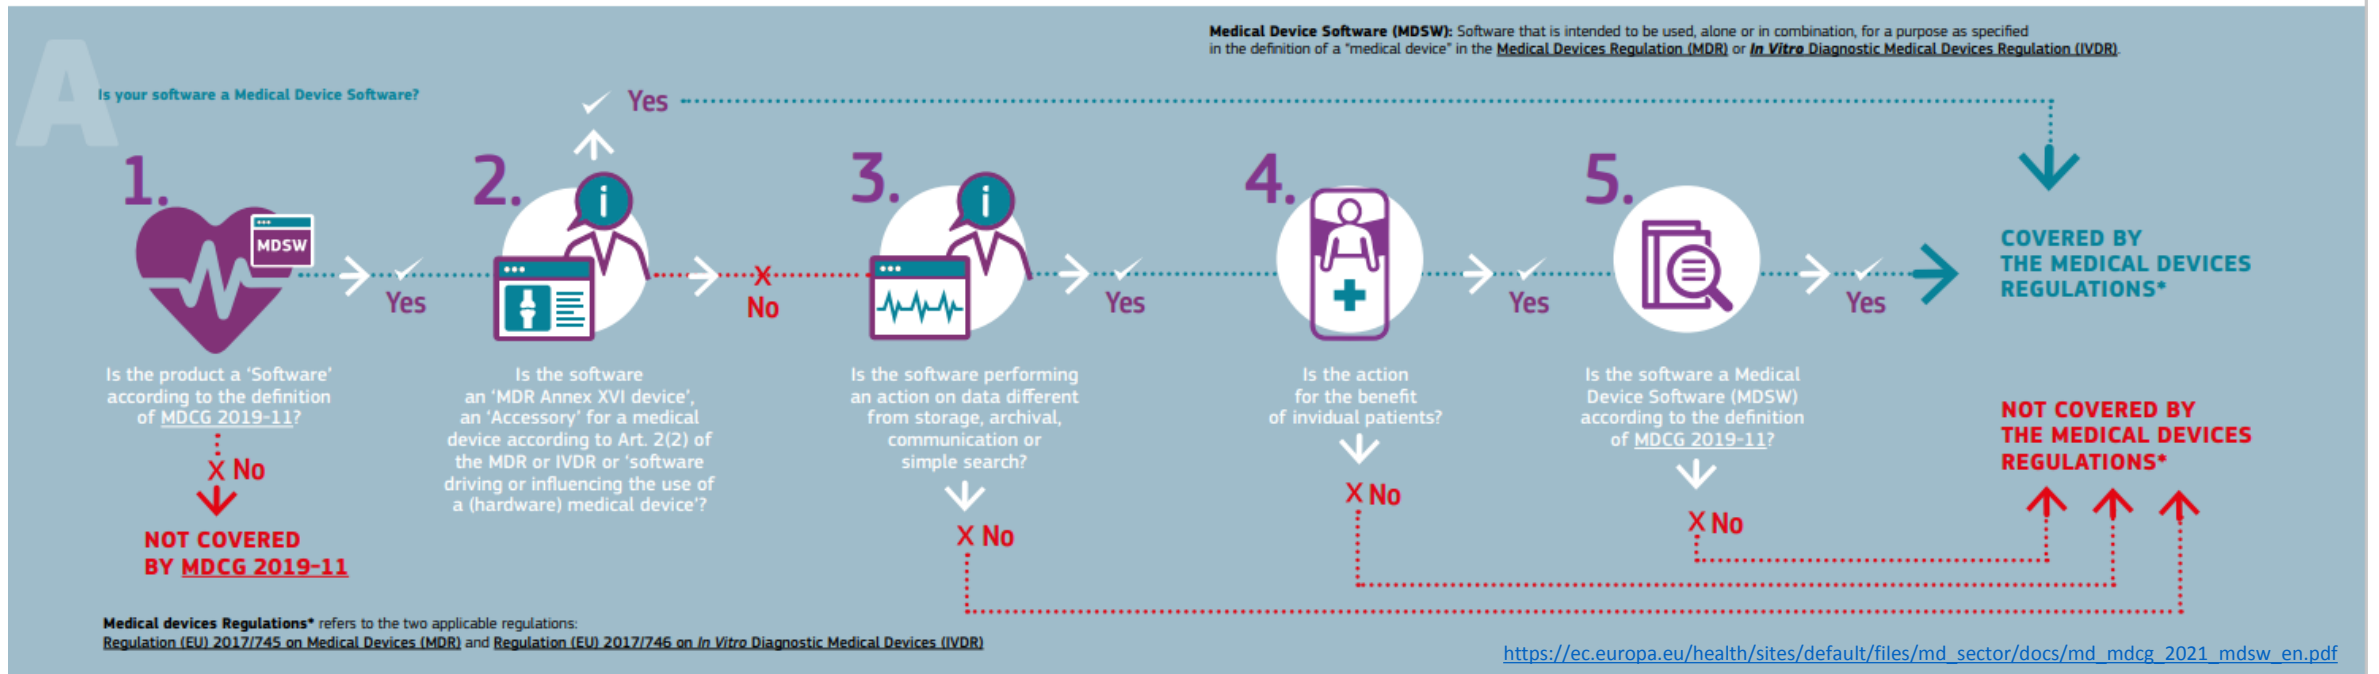 Medical Device Software (MDSW): Software that is intended to be used, alone or in combination, for a purpose as specified
in the definition of a "medical device" in the Medical Devices Regulation (MDR) or In Vitro Diagnostic Medical Devices Regulation (IVDR).
A
Is your software a Medical Device Software?
Yes
1.
MDSW
Yes
Is the product a ‘Software’
according to the definition
of MDCG 2019-11?
X No
NOT COVERED
BY MDCG 2019-11
2.
i
X
No
Is the software
an ‘MDR Annex XVI device’,
an ‘Accessory’ for a medical
device according to Art. 2(2) of
the MDR or IVDR or ‘software
driving or influencing the use of
a (hardware) medical device’?
3.
i
Yes
Is the software performing
an action on data different
from storage, archival,
communication or
simple search?
X No
4.
Yes
Is the action
for the benefit
of invidual patients?
X No
5.
Yes
Is the software a Medical
Device Software (MDSW)
according to the definition
of MDCG 2019-11?
X No
COVERED BY
THE MEDICAL DEVICES
REGULATIONS*
NOT COVERED BY
THE MEDICAL DEVICES
REGULATIONS*
Medical devices Regulations* refers to the two applicable regulations:
Regulation (EU) 2017/745 on Medical Devices (MDR) and Regulation (EU) 2017/746 on In Vitro Diagnostic Medical Devices (IVDR)
https://ec.europa.eu/health/sites/default/files/md_sector/docs/md_mdcg_2021_mdsw_en.pdf